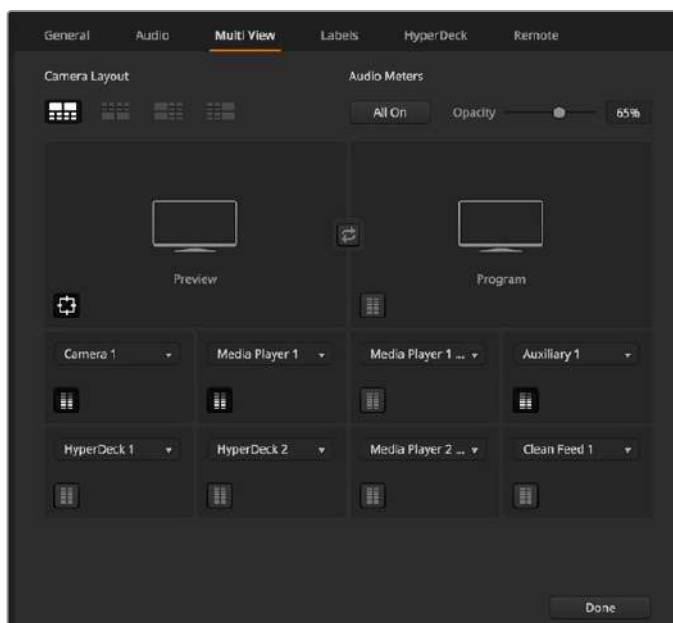 General Audio Multi View Labels HyperDeck Remote
Camera Layout Audio Meters
All On Opacity 65%
Preview Program
Camera 1 Media Player 1 Media Player 1 ... Auxiliary 1
HyperDeck 1 HyperDeck 2 Media Player 2 ... Clean Feed 1
Done